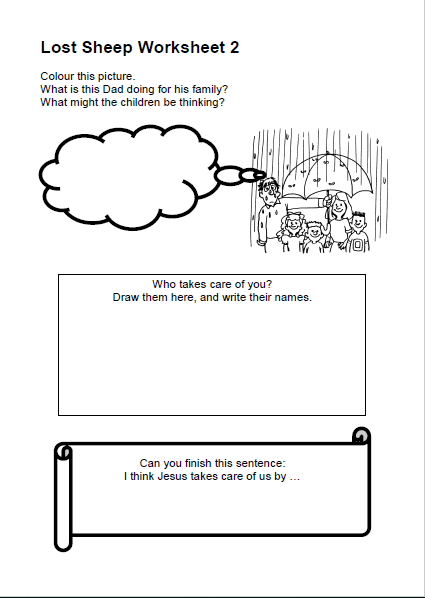 Lost Sheep Worksheet 2
Colour this picture.
What is this Dad doing for his family?
What might the children be thinking?
Who takes care of you?
Draw them here, and write their names.
Can you finish this sentence:
I think Jesus takes care of us by …